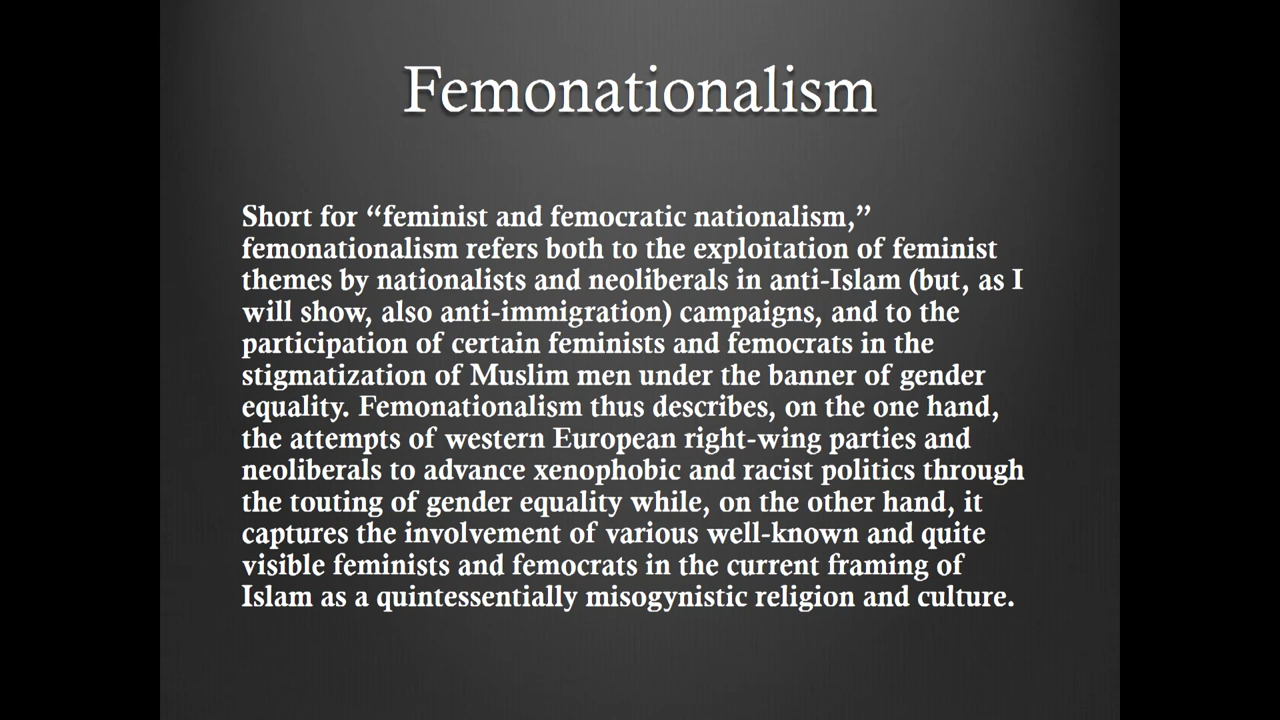 Femonationalism
Short for “feminist and femocratic nationalism,”
femonationalism refers both to the exploitation of feminist
themes by nationalists and neoliberals in anti-Islam (but, as I
will show, also anti-immigration) campaigns, and to the
participation of certain feminists and femocrats in the
stigmatization of Muslim men under the banner of gender
equality. Femonationalism thus describes, on the one hand,
the attempts of western European right-wing parties and
neoliberals to advance xenophobic and racist politics through
the touting of gender equality while, on the other hand, it
captures the involvement of various well-known and quite
visible feminists and femocrats in the current framing of
Islam as a quintessentially misogynistic religion and culture.